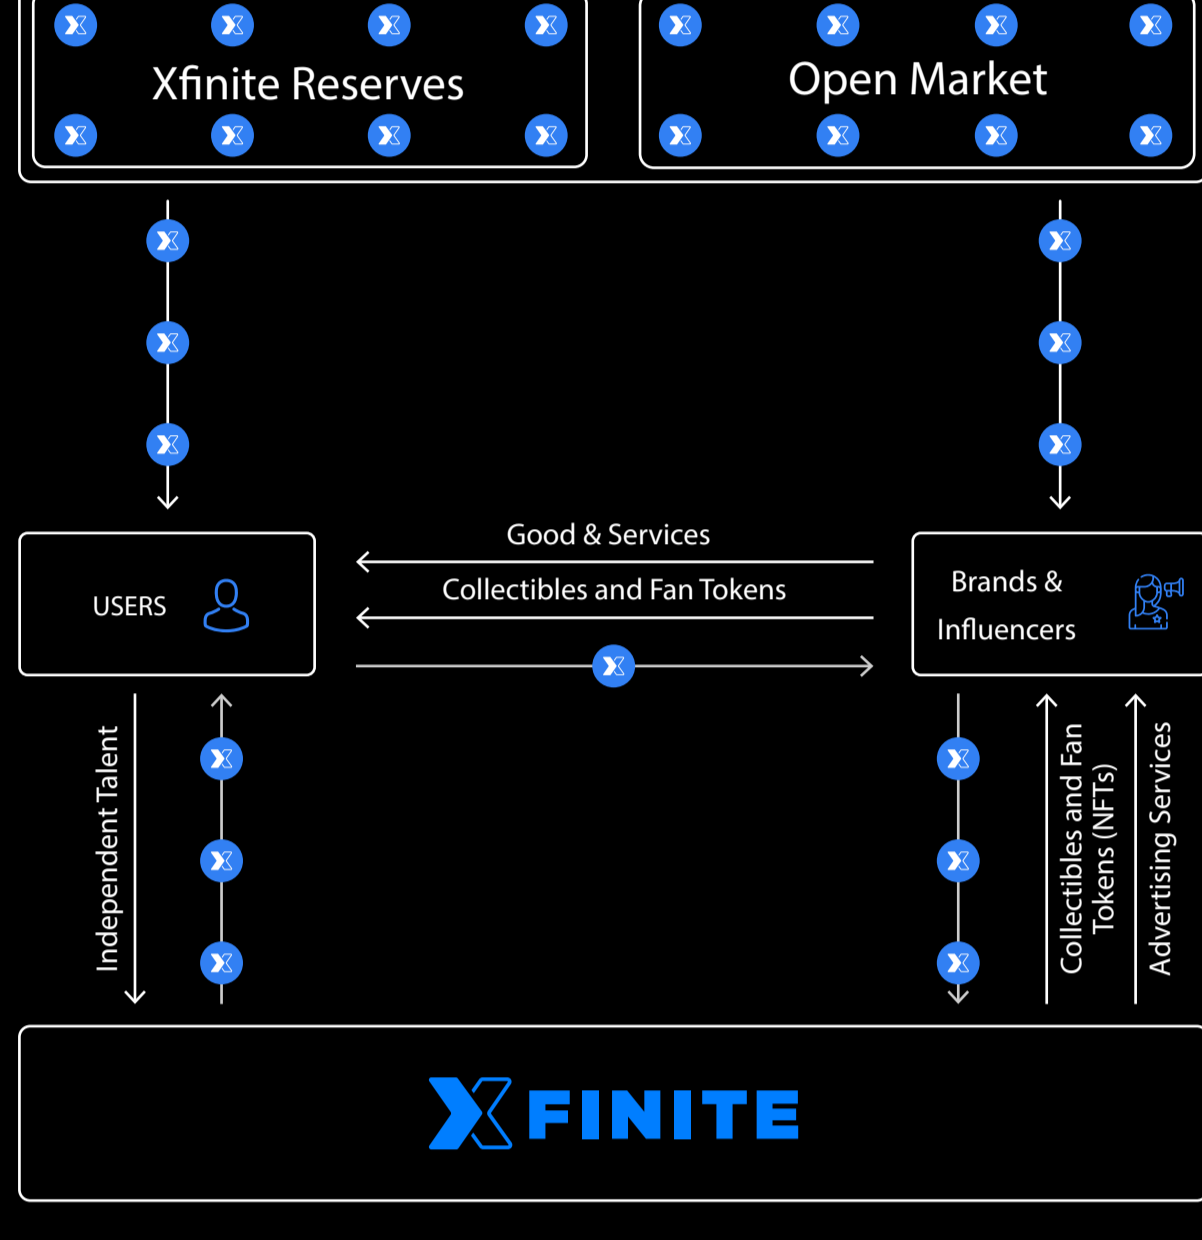 Xfinite Reserves
Open Market
Good & Services
Collectibles and Fan Tokens
USERS
Brands &
Influencers
Independent Talent
Collectibles and Fan
Tokens (NFTs)
Advertising Services
XFINITE